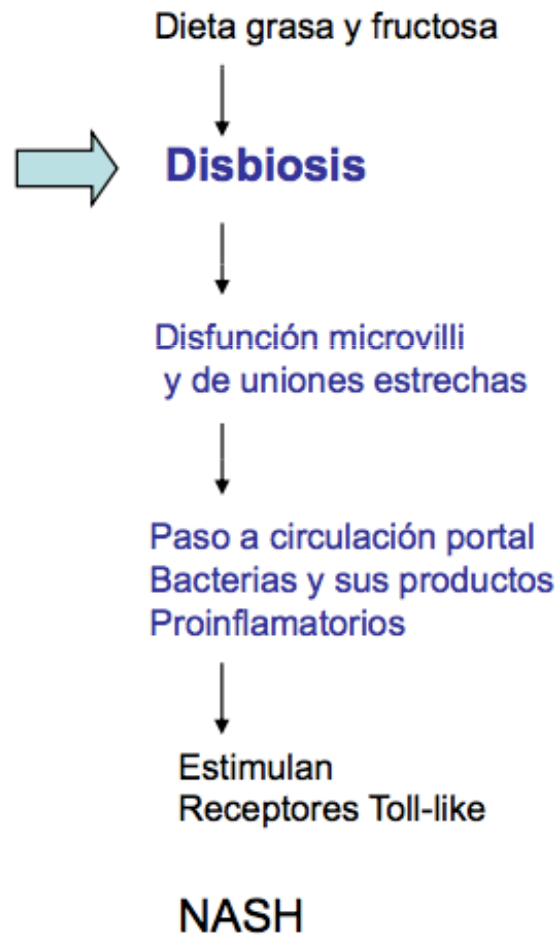 Dieta grasa y fructosa
Disbiosis
Disfunción microvilli
y de uniones estrechas
Paso a circulación portal
Bacterias y sus productos
Proinflamatorios
Estimulan
Receptores Toll-like
NASH